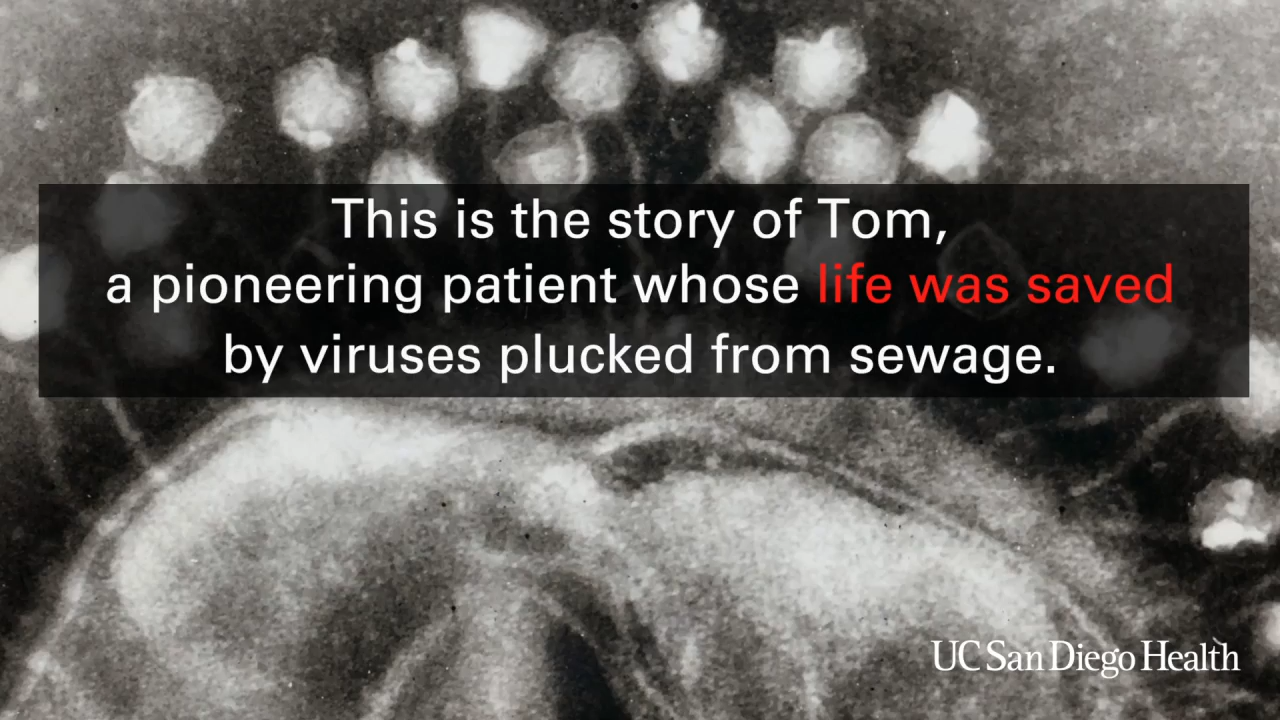 This is the story of Tom,
a pioneering patient whose life was saved
by viruses plucked from sewage.
UC San Diego Health